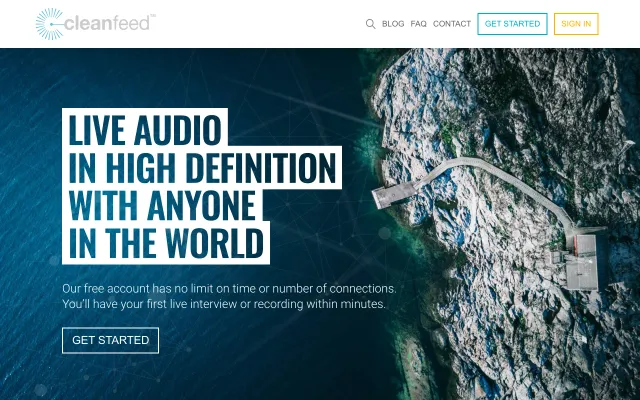 cleanfeed™
BLOG FAQ CONTACT GET STARTED SIGN IN
LIVE AUDIO
IN HIGH DEFINITION
WITH ANYONE
IN THE WORLD
Our free account has no limit on time or number of connections.
You'll have your first live interview or recording within minutes.
GET STARTED